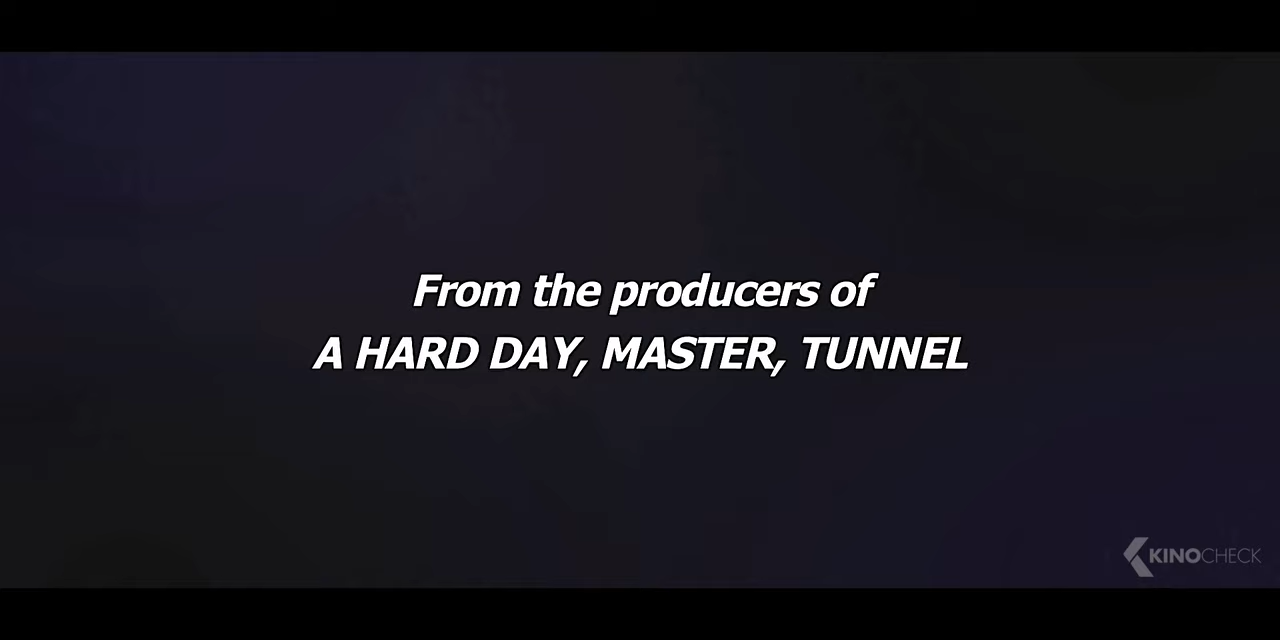 From the producers of
A HARD DAY, MASTER, TUNNEL
KINOCHECK